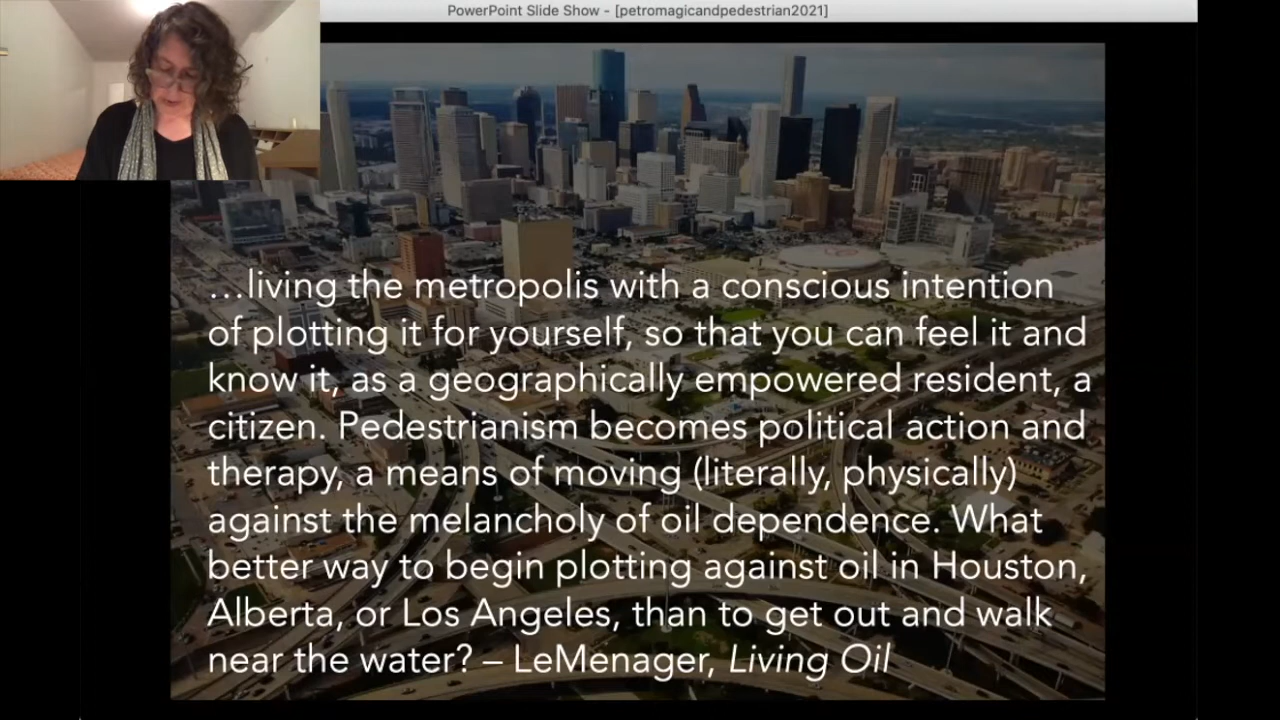 PowerPoint Slide Show - [petromagicandpedestrian2021]
…living the metropolis with a conscious intention
of plotting it for yourself, so that you can feel it and
know it, as a geographically empowered resident, a
citizen. Pedestrianism becomes political action and
therapy, a means of moving (literally, physically)
against the melancholy of oil dependence. What
better way to begin plotting against oil in Houston,
Alberta, or Los Angeles, than to get out and walk
near the water? – LeMenager, Living Oil